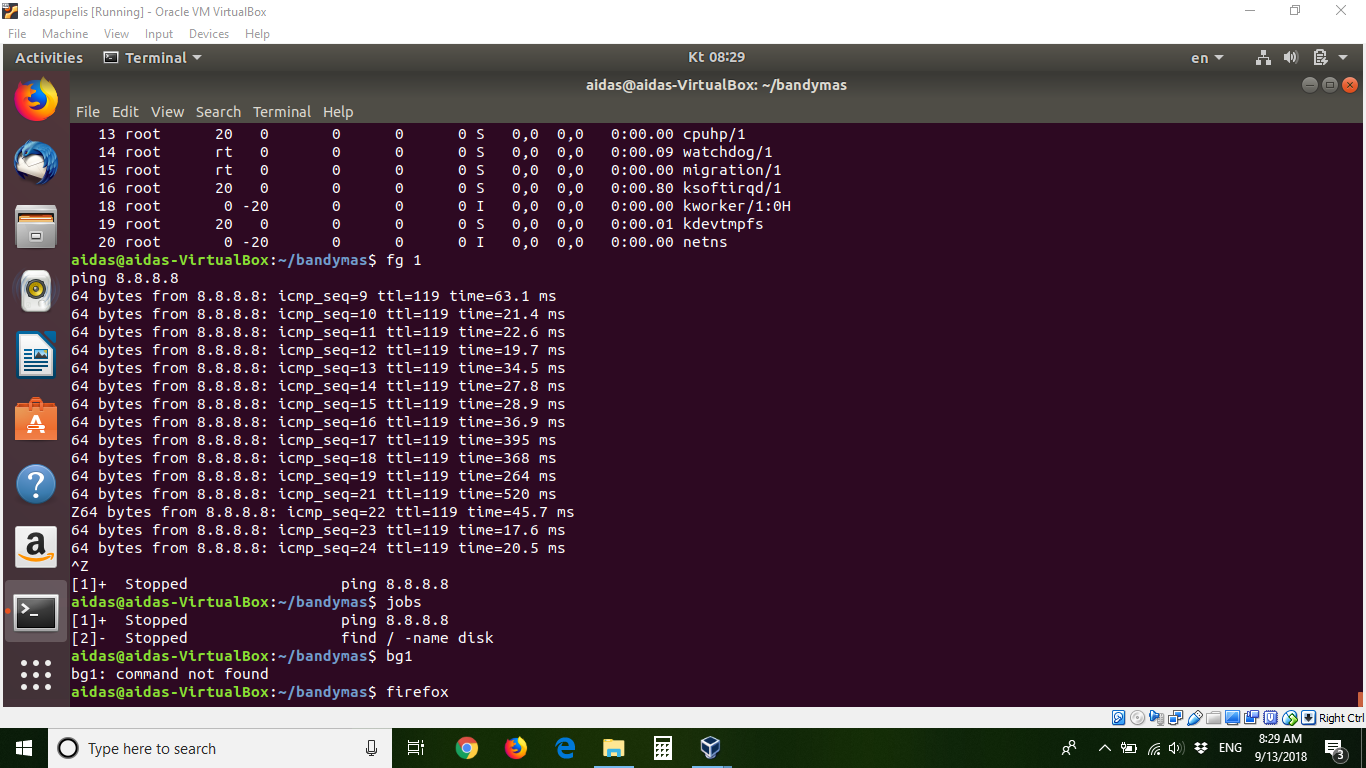 aidaspupelis [Running] - Oracle VM VirtualBox
File Machine View Input Devices Help
Activities Terminal Kt 08:29 en
aidas@aidas-VirtualBox: ~/bandymas
File Edit View Search Terminal Help
13 root 20 0 0 0 0 S 0,0 0,0 0:00.00 cpuhp/1
14 root rt 0 0 0 0 S 0,0 0,0 0:00.09 watchdog/1
15 root rt 0 0 0 0 S 0,0 0,0 0:00.00 migration/1
16 root 20 0 0 0 0 S 0,0 0,0 0:00.80 ksoftirqd/1
18 root 0 -20 0 0 0 I 0,0 0,0 0:00.00 kworker/1:0H
19 root 20 0 0 0 0 S 0,0 0,0 0:00.01 kdevtmpfs
20 root 0 -20 0 0 0 I 0,0 0,0 0:00.00 netns
aidas@aidas-VirtualBox:~/bandymas$ fg 1
ping 8.8.8.8
64 bytes from 8.8.8.8: icmp_seq=9 ttl=119 time=63.1 ms
64 bytes from 8.8.8.8: icmp_seq=10 ttl=119 time=21.4 ms
64 bytes from 8.8.8.8: icmp_seq=11 ttl=119 time=22.6 ms
64 bytes from 8.8.8.8: icmp_seq=12 ttl=119 time=19.7 ms
64 bytes from 8.8.8.8: icmp_seq=13 ttl=119 time=34.5 ms
64 bytes from 8.8.8.8: icmp_seq=14 ttl=119 time=27.8 ms
64 bytes from 8.8.8.8: icmp_seq=15 ttl=119 time=28.9 ms
64 bytes from 8.8.8.8: icmp_seq=16 ttl=119 time=36.9 ms
64 bytes from 8.8.8.8: icmp_seq=17 ttl=119 time=395 ms
64 bytes from 8.8.8.8: icmp_seq=18 ttl=119 time=368 ms
64 bytes from 8.8.8.8: icmp_seq=19 ttl=119 time=264 ms
64 bytes from 8.8.8.8: icmp_seq=21 ttl=119 time=520 ms
Z64 bytes from 8.8.8.8: icmp_seq=22 ttl=119 time=45.7 ms
64 bytes from 8.8.8.8: icmp_seq=23 ttl=119 time=17.6 ms
64 bytes from 8.8.8.8: icmp_seq=24 ttl=119 time=20.5 ms
^Z
[1]+ Stopped ping 8.8.8.8
aidas@aidas-VirtualBox:~/bandymas$ jobs
[1]+ Stopped ping 8.8.8.8
[2]- Stopped find / -name disk
aidas@aidas-VirtualBox:~/bandymas$ bg1
bg1: command not found
aidas@aidas-VirtualBox:~/bandymas$ firefox
Right Ctrl
Type here to search
ENG
8:29 AM
9/13/2018
3